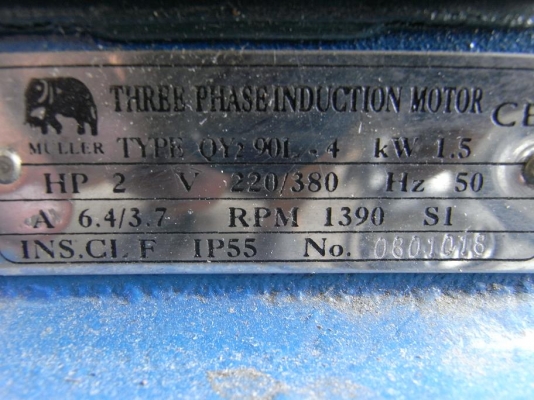 THREE PHASE INDUCTION MOTOR CE
MULLER TYPE QY2 90L - 4 kW 1.5
HP 2 V 220/380 Hz 50
A 6.4/3.7 RPM 1390 S1
INS.CL F IP55 No. 0801018